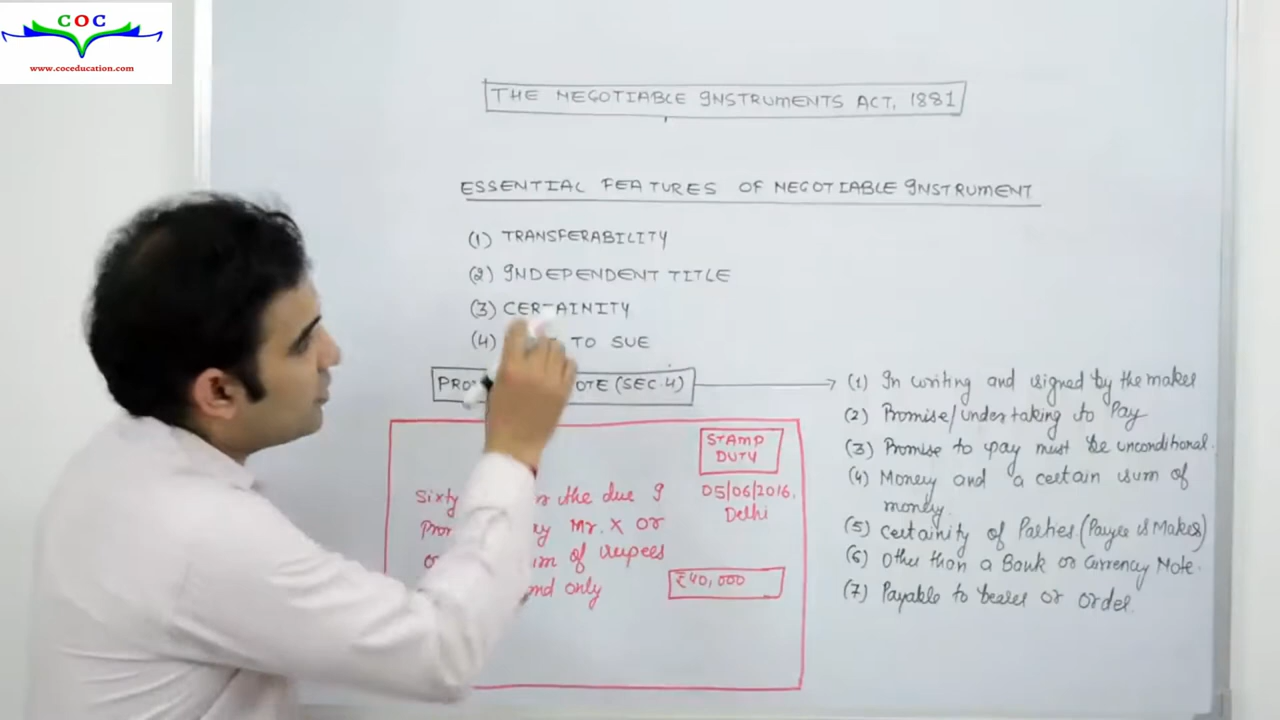 COC
www.coceducation.com
THE NEGOTIABLE INSTRUMENTS ACT, 1881
ESSENTIAL FEATURES OF NEGOTIABLE INSTRUMENT
(1) TRANSFERABILITY
(2) INDEPENDENT TITLE
(3) CERTAINITY
(4) TO SUE
(SEC.4)
(1) In writing and signed by the maker
(2) Promise/undertaking to Pay
(3) Promise to pay must be unconditional.
(4) Money and a certain sum of
money.
(5) Certainity of Parties (Payee & Maker)
(6) Other than a Bank or Currency Note.
(7) Payable to bearer or order.
STAMP
DUTY
05/06/2016,
Delhi
Sixty the due I
Mr. X or
of rupees
only
₹40,000